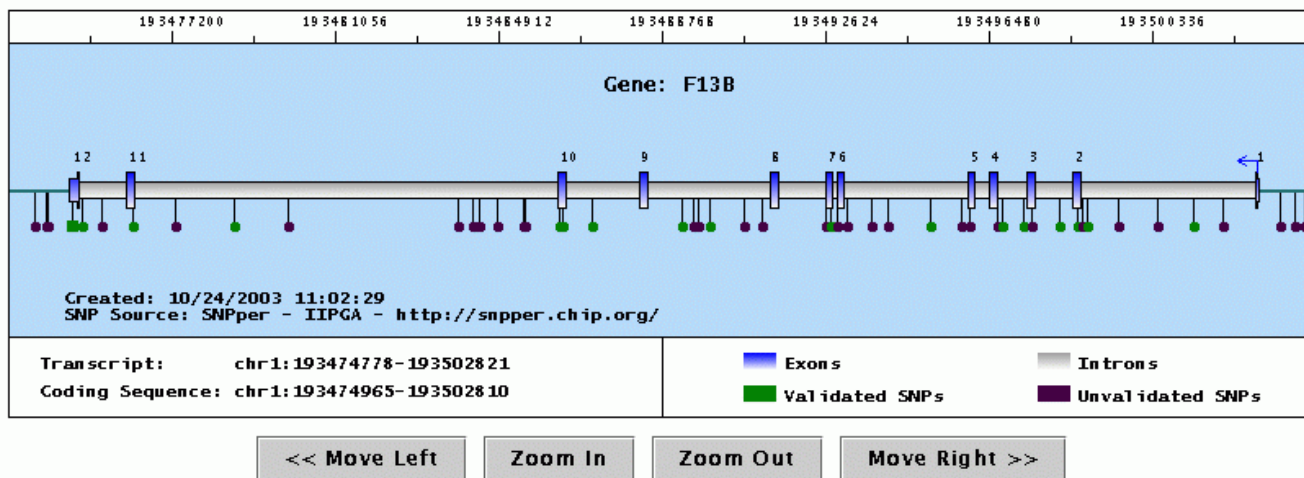 193477200 193481056 193484912 193488768 193492624 193496480 193500336
Gene: F13B
12 11 10 9 8 7 6 5 4 3 2 1
Created: 10/24/2003 11:02:29
SNP Source: SNPper - IIPGA - http://snpper.chip.org/
Transcript: chr1:193474778-193502821
Coding Sequence: chr1:193474965-193502810
Exons
Introns
Validated SNPs
Unvalidated SNPs
<< Move Left Zoom In Zoom Out Move Right >>